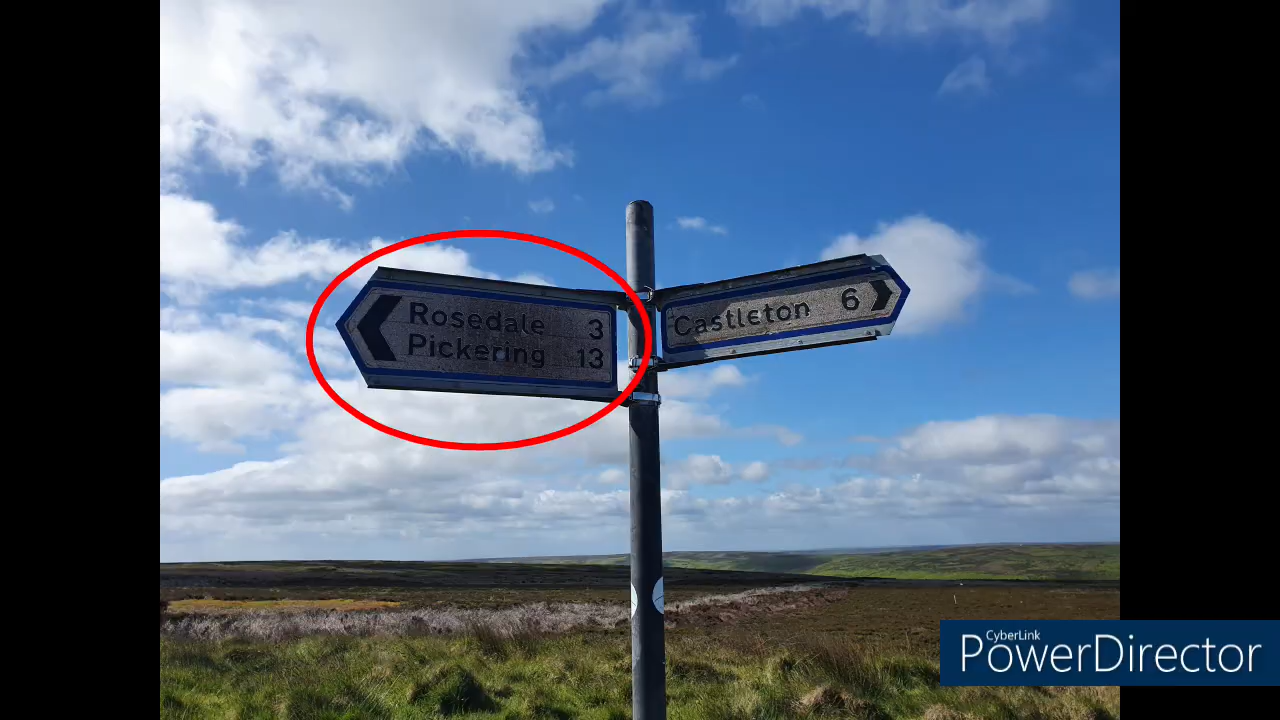 Rosedale 3
Pickering 13
Castleton 6
CyberLink
PowerDirector